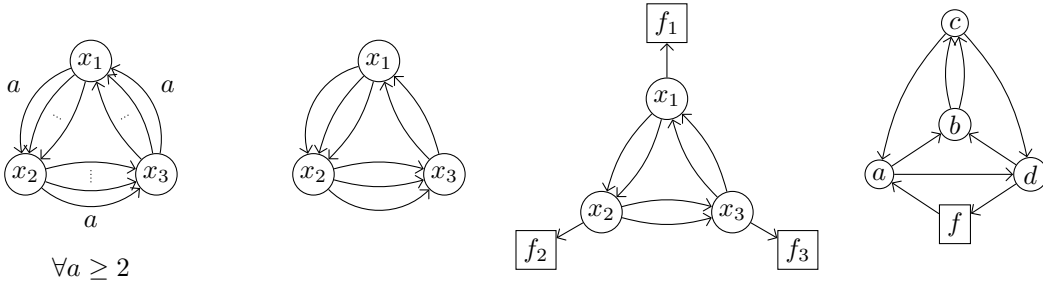 x₁
a
a
x₂
x₃
a
∀a ≥ 2
x₁
x₂
x₃
f₁
x₁
x₂
x₃
f₂
f₃
c
b
a
d
f